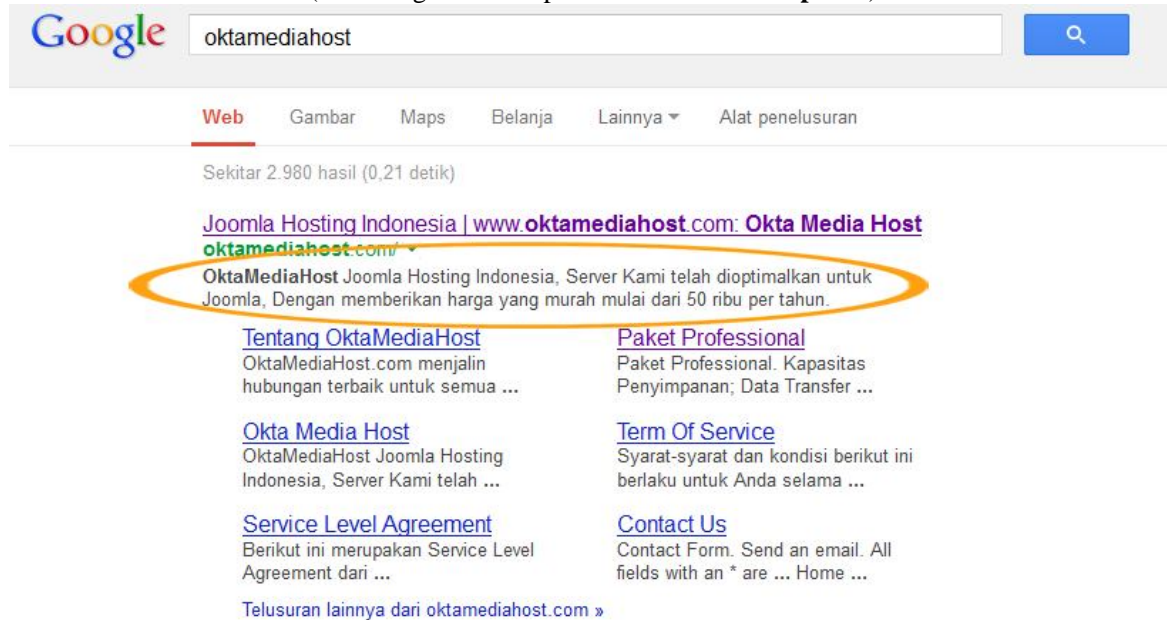 Google oktamediahost
Web Gambar Maps Belanja Lainnya Alat penelusuran
Sekitar 2.980 hasil (0,21 detik)
Joomla Hosting Indonesia | www.oktamediahost.com: Okta Media Host
oktamediahost.com/
OktaMediaHost Joomla Hosting Indonesia, Server Kami telah dioptimalkan untuk
Joomla, Dengan memberikan harga yang murah mulai dari 50 ribu per tahun.
Tentang OktaMediaHost
OktaMediaHost.com menjalin
hubungan terbaik untuk semua ...
Paket Professional
Paket Professional. Kapasitas
Penyimpanan; Data Transfer ...
Okta Media Host
OktaMediaHost Joomla Hosting
Indonesia, Server Kami telah ...
Term Of Service
Syarat-syarat dan kondisi berikut ini
berlaku untuk Anda selama ...
Service Level Agreement
Berikut ini merupakan Service Level
Agreement dari ...
Contact Us
Contact Form. Send an email. All
fields with an * are ... Home ...
Telusuran lainnya dari oktamediahost.com »